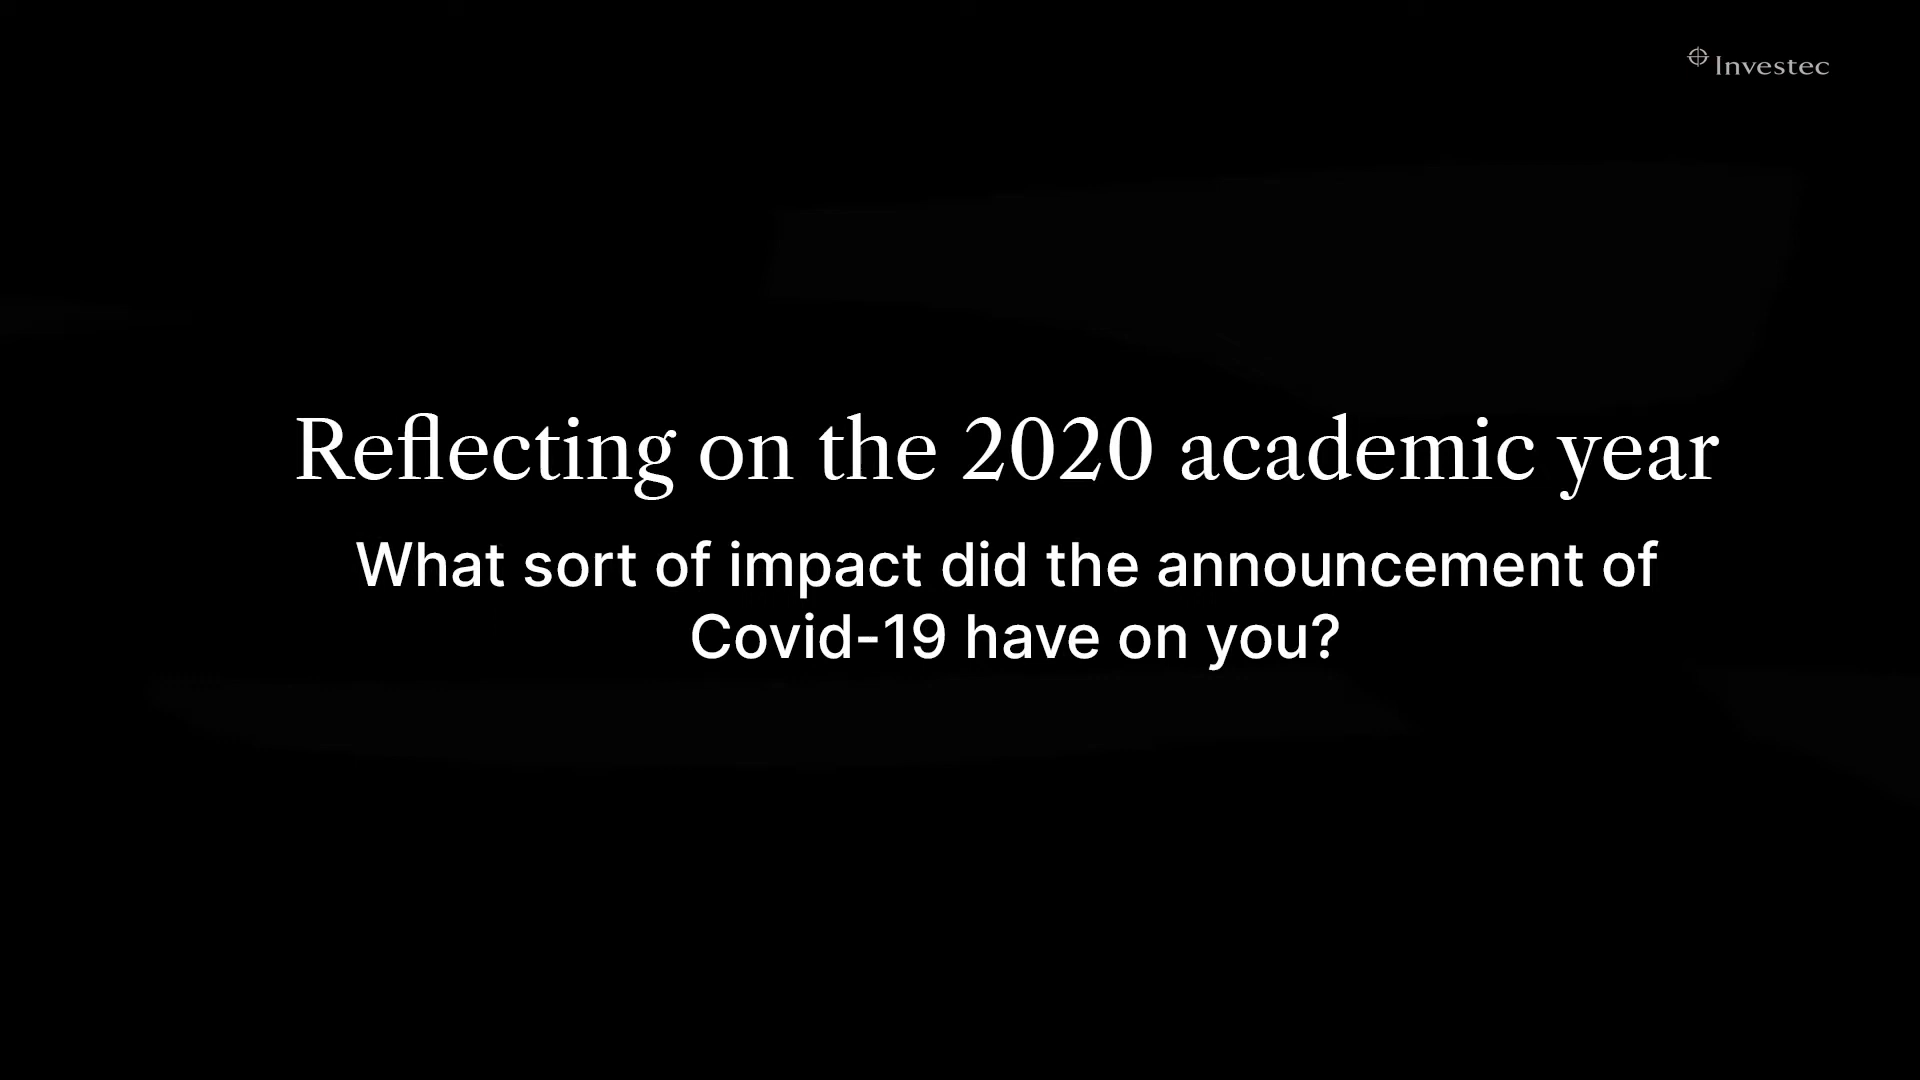 Investec
Reflecting on the 2020 academic year
What sort of impact did the announcement of
Covid-19 have on you?